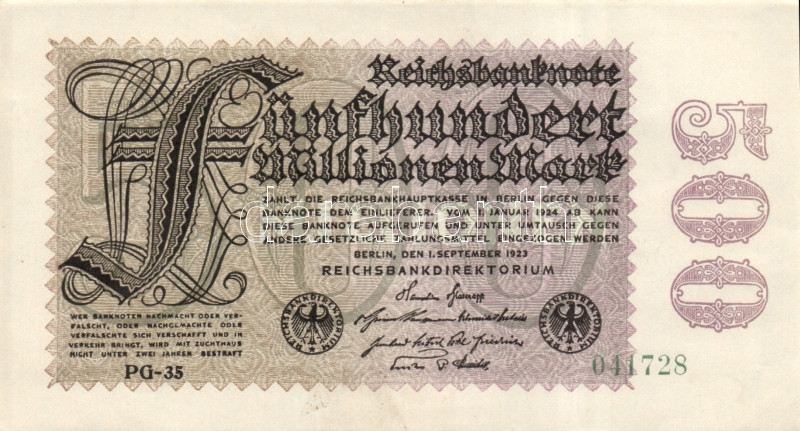 Reichsbanknote
Fünfhundert
Millionen Mark
ZAHLT DIE REICHSBANKHAUPTKASSE IN BERLIN GEGEN DIESE
BANKNOTE DEM EINLIEFERER. VOM 1. JANUAR 1924 AB KANN
DIESE BANKNOTE AUFGERUFEN UND UNTER UMTAUSCH GEGEN
ANDERE GESETZLICHE ZAHLUNGSMITTEL EINGEZOGEN WERDEN
BERLIN, DEN 1. SEPTEMBER 1923
REICHSBANKDIREKTORIUM
WER BANKNOTEN NACHMACHT ODER VER-
FÄLSCHT, ODER NACHGEMACHTE ODER
VERFÄLSCHTE SICH VERSCHAFFT UND IN
VERKEHR BRINGT, WIRD MIT ZUCHTHAUS
NICHT UNTER ZWEI JAHREN BESTRAFT
PG-35
REICHSBANKDIREKTORIUM
REICHSBANKDIREKTORIUM
041728
500
darabanth